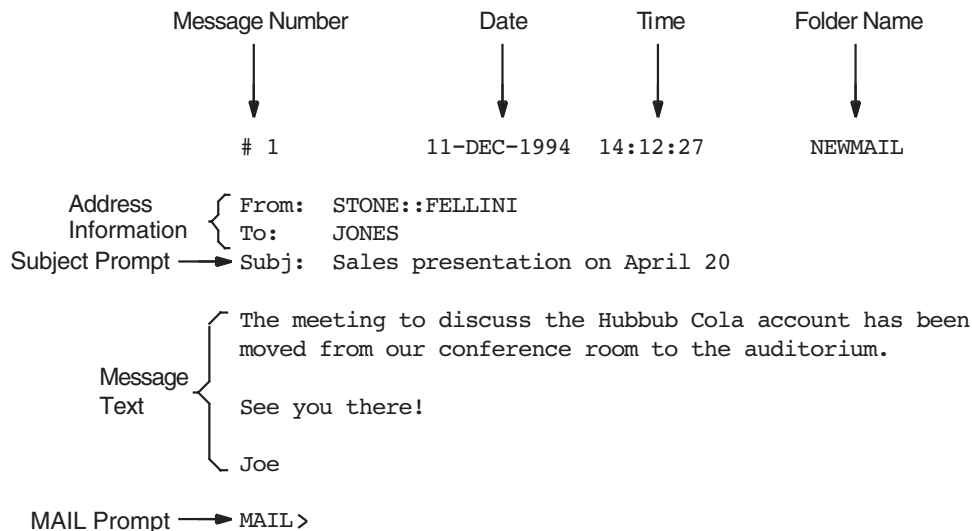 Message Number Date Time Folder Name
# 1 11-DEC-1994 14:12:27 NEWMAIL
Address Information
From: STONE::FELLINI
To: JONES
Subject Prompt Subj: Sales presentation on April 20
Message Text
The meeting to discuss the Hubbub Cola account has been
moved from our conference room to the auditorium.
See you there!
Joe
MAIL Prompt MAIL>